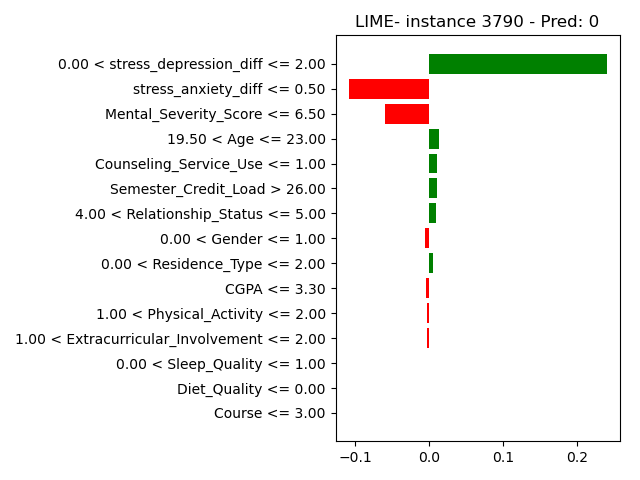 LIME- instance 3790 - Pred: 0
0.00 < stress_depression_diff <= 2.00
stress_anxiety_diff <= 0.50
Mental_Severity_Score <= 6.50
19.50 < Age <= 23.00
Counseling_Service_Use <= 1.00
Semester_Credit_Load > 26.00
4.00 < Relationship_Status <= 5.00
0.00 < Gender <= 1.00
0.00 < Residence_Type <= 2.00
CGPA <= 3.30
1.00 < Physical_Activity <= 2.00
1.00 < Extracurricular_Involvement <= 2.00
0.00 < Sleep_Quality <= 1.00
Diet_Quality <= 0.00
Course <= 3.00
−0.1 0.0 0.1 0.2